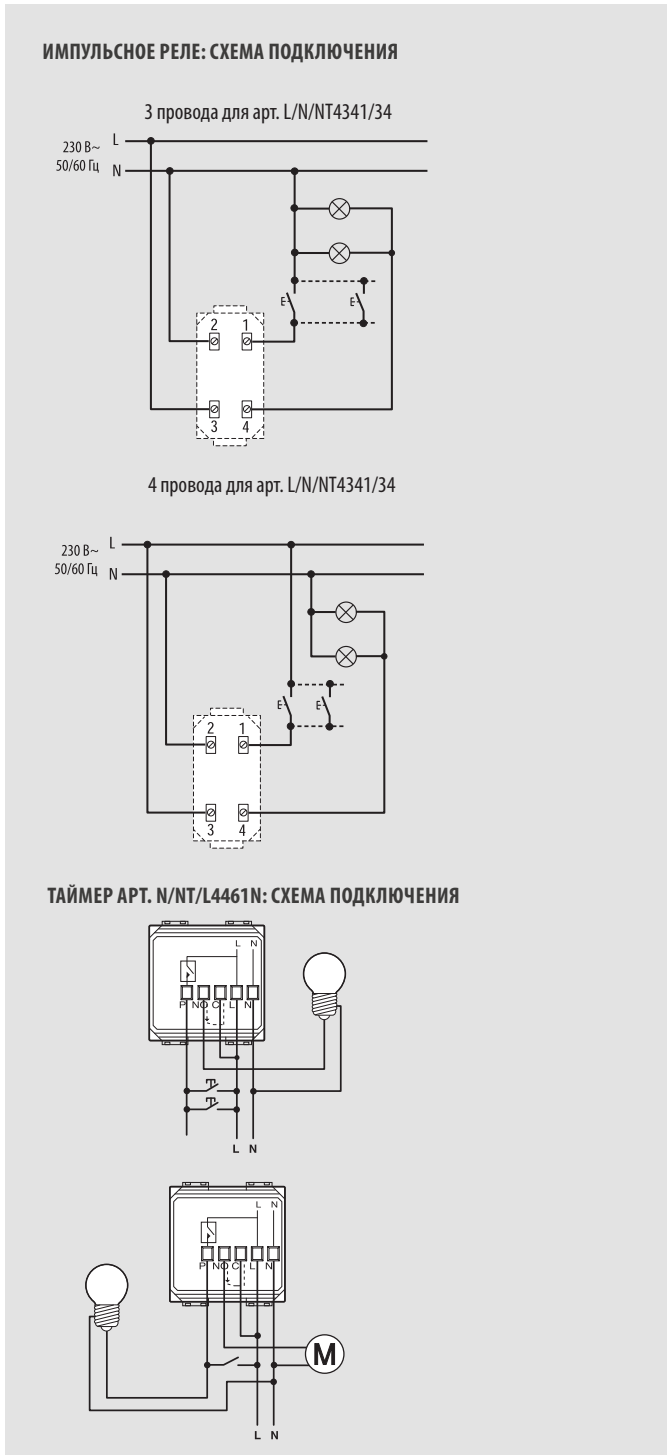 ИМПУЛЬСНОЕ РЕЛЕ: СХЕМА ПОДКЛЮЧЕНИЯ
3 провода для арт. L/N/NT4341/34
230 В~ L
50/60 Гц N
E E
2 1
3 4
4 провода для арт. L/N/NT4341/34
230 В~ L
50/60 Гц N
E E
2 1
3 4
ТАЙМЕР АРТ. N/NT/L4461N: СХЕМА ПОДКЛЮЧЕНИЯ
L N
P NO C L N
L N
L N
P NO C L N
M
L N